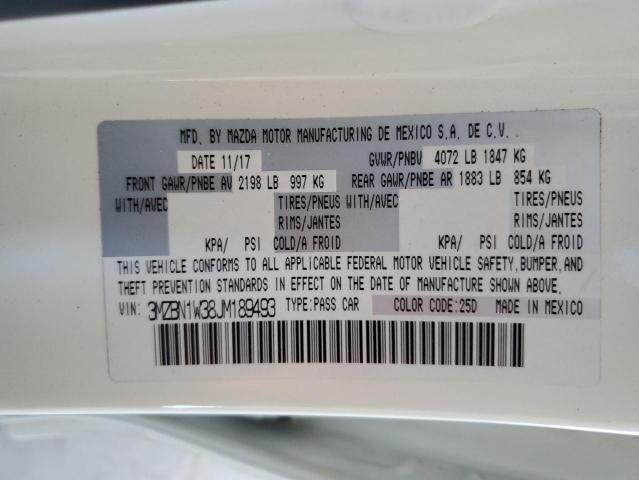 MFD. BY MAZDA MOTOR MANUFACTURING DE MEXICO S.A. DE C.V.
DATE 11/17 GVWR/PNBV 4072 LB 1847 KG
FRONT GAWR/PNBE AV 2198 LB 997 KG REAR GAWR/PNBE AR 1883 LB 854 KG
WITH/AVEC TIRES/PNEUS WITH/AVEC TIRES/PNEUS
RIMS/JANTES RIMS/JANTES
KPA/ PSI COLD/A FROID KPA/ PSI COLD/A FROID
THIS VEHICLE CONFORMS TO ALL APPLICABLE FEDERAL MOTOR VEHICLE SAFETY, BUMPER, AND
THEFT PREVENTION STANDARDS IN EFFECT ON THE DATE OF MANUFACTURE SHOWN ABOVE.
VIN: 3MZBN1W38JM189493 TYPE:PASS CAR COLOR CODE:25D MADE IN MEXICO